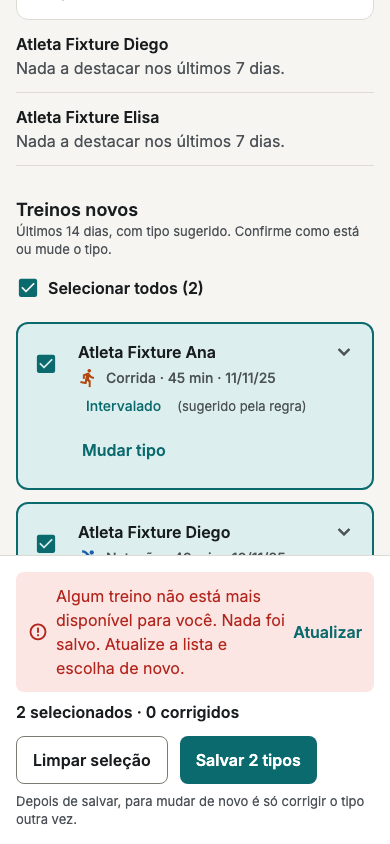 Atleta Fixture Diego
Nada a destacar nos últimos 7 dias.
Atleta Fixture Elisa
Nada a destacar nos últimos 7 dias.
Treinos novos
Últimos 14 dias, com tipo sugerido. Confirme como está
ou mude o tipo.
Selecionar todos (2)
Atleta Fixture Ana
Corrida · 45 min · 11/11/25
Intervalado (sugerido pela regra)
Mudar tipo
Atleta Fixture Diego
Algum treino não está mais
disponível para você. Nada foi
salvo. Atualize a lista e
escolha de novo.
Atualizar
2 selecionados · 0 corrigidos
Limpar seleção
Salvar 2 tipos
Depois de salvar, para mudar de novo é só corrigir o tipo
outra vez.